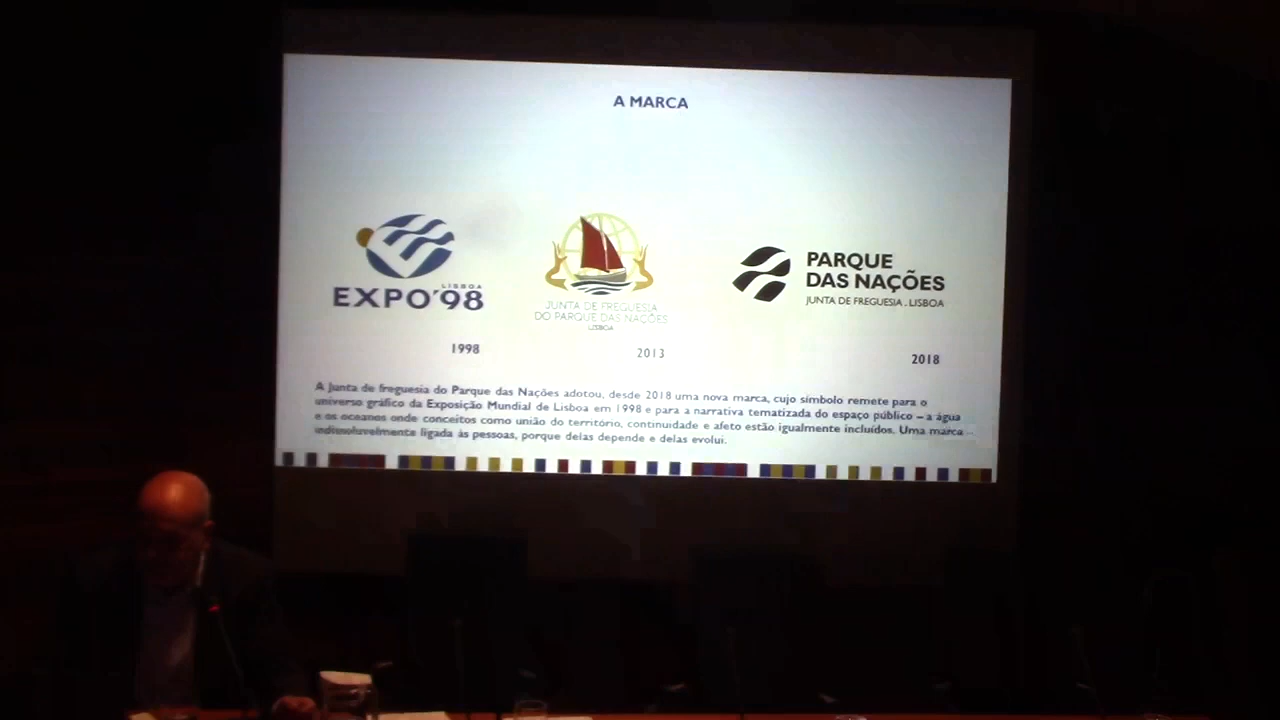 A MARCA
LISBOA
EXPO'98
JUNTA DE FREGUESIA
DO PARQUE DAS NAÇÕES
LISBOA
PARQUE
DAS NAÇÕES
JUNTA DE FREGUESIA . LISBOA
1998
2013
2018
A Junta de freguesia do Parque das Nações adotou, desde 2018 uma nova marca, cujo símbolo remete para o
universo gráfico da Exposição Mundial de Lisboa em 1998 e para a narrativa tematizada do espaço público – a água
e os oceanos onde conceitos como união do território, continuidade e afeto estão igualmente incluídos. Uma marca
indissoluvelmente ligada às pessoas, porque delas depende e delas evolui.